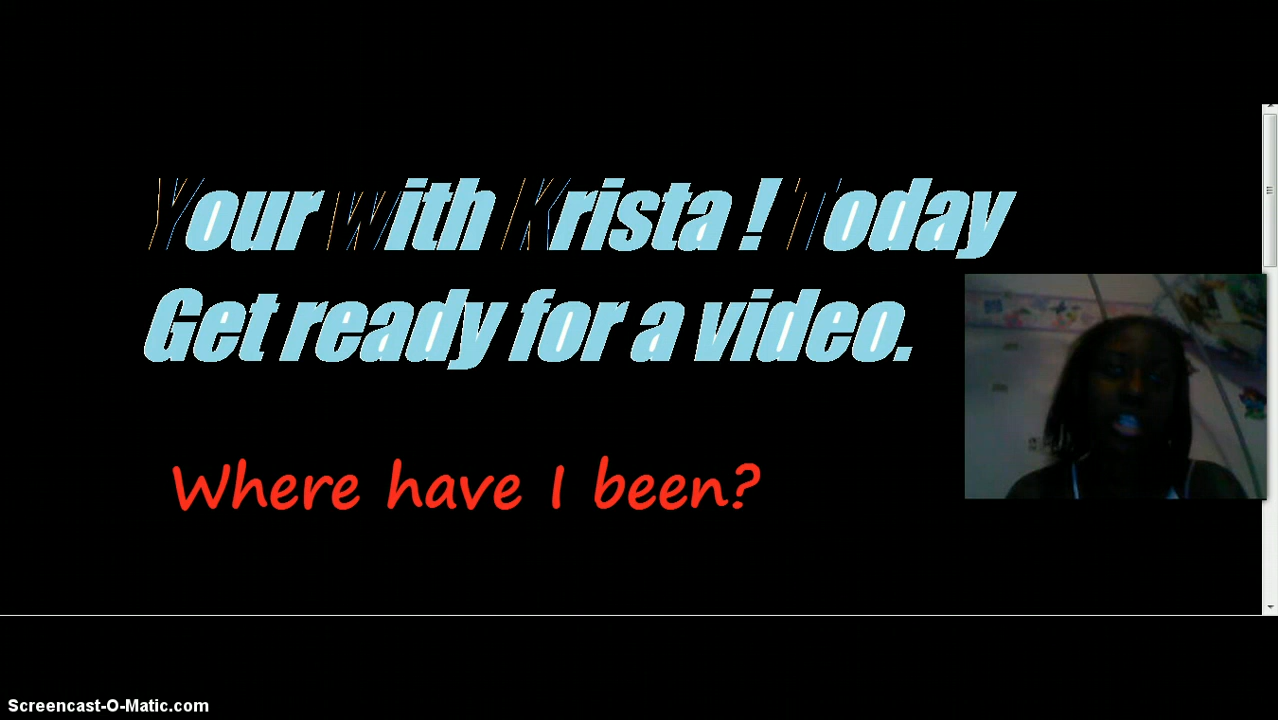 Your With Krista ! Today
Get ready for a video.
Where have I been?
Screencast-O-Matic.com